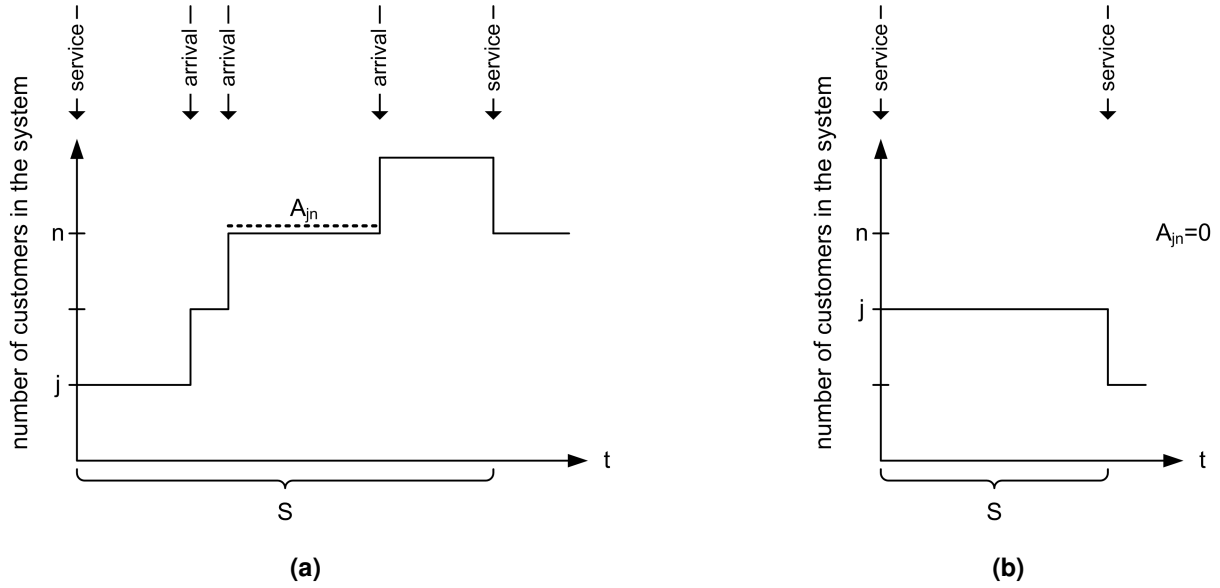 service
arrival
arrival
arrival
service
number of customers in the system
n
j
A_jn
t
S
(a)
service
service
number of customers in the system
n
j
A_jn=0
t
S
(b)